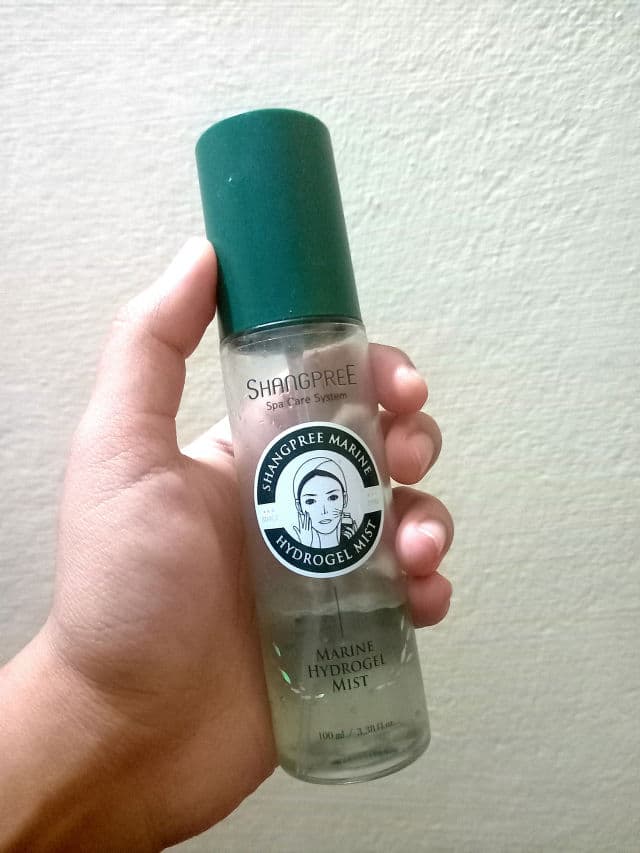 SHANGPREE
Spa Care System
SHANGPREE MARINE
HYDROGEL MIST
MARINE
HYDROGEL
MIST
100 ml / 3.38 fl.oz.